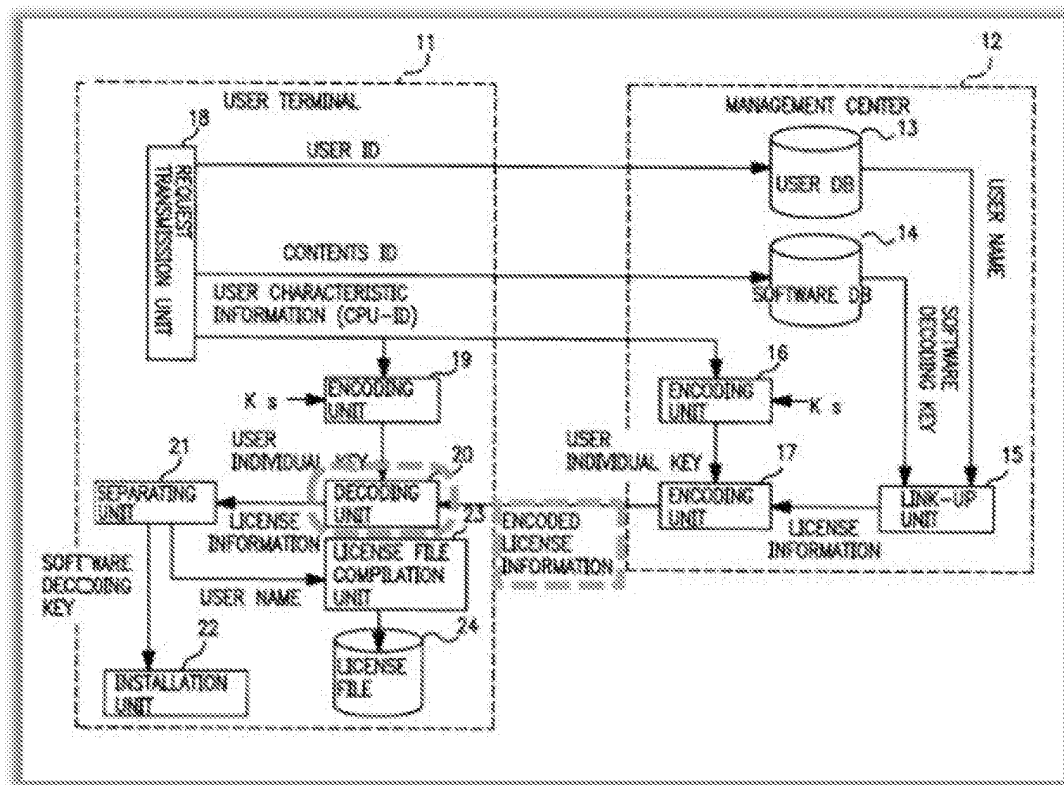 11
12
USER TERMINAL
MANAGEMENT CENTER
18
13
REQUEST
TRANSMISSION UNIT
USER ID
USER DB
USER NAME
14
CONTENTS ID
SOFTWARE DB
USER CHARACTERISTIC
INFORMATION (CPU-ID)
SOFTWARE
DECODING KEY
19
16
K s
ENCODING
UNIT
ENCODING
UNIT
K s
USER
INDIVIDUAL KEY
20
USER
INDIVIDUAL KEY
17
15
21
SEPARATING
UNIT
DECODING
UNIT
ENCODING
UNIT
LINK-UP
UNIT
23
LICENSE
INFORMATION
ENCODED
LICENSE
INFORMATION
LICENSE
INFORMATION
LICENSE FILE
COMPILATION
UNIT
SOFTWARE
DECODING
KEY
USER NAME
22
24
INSTALLATION
UNIT
LICENSE
FILE